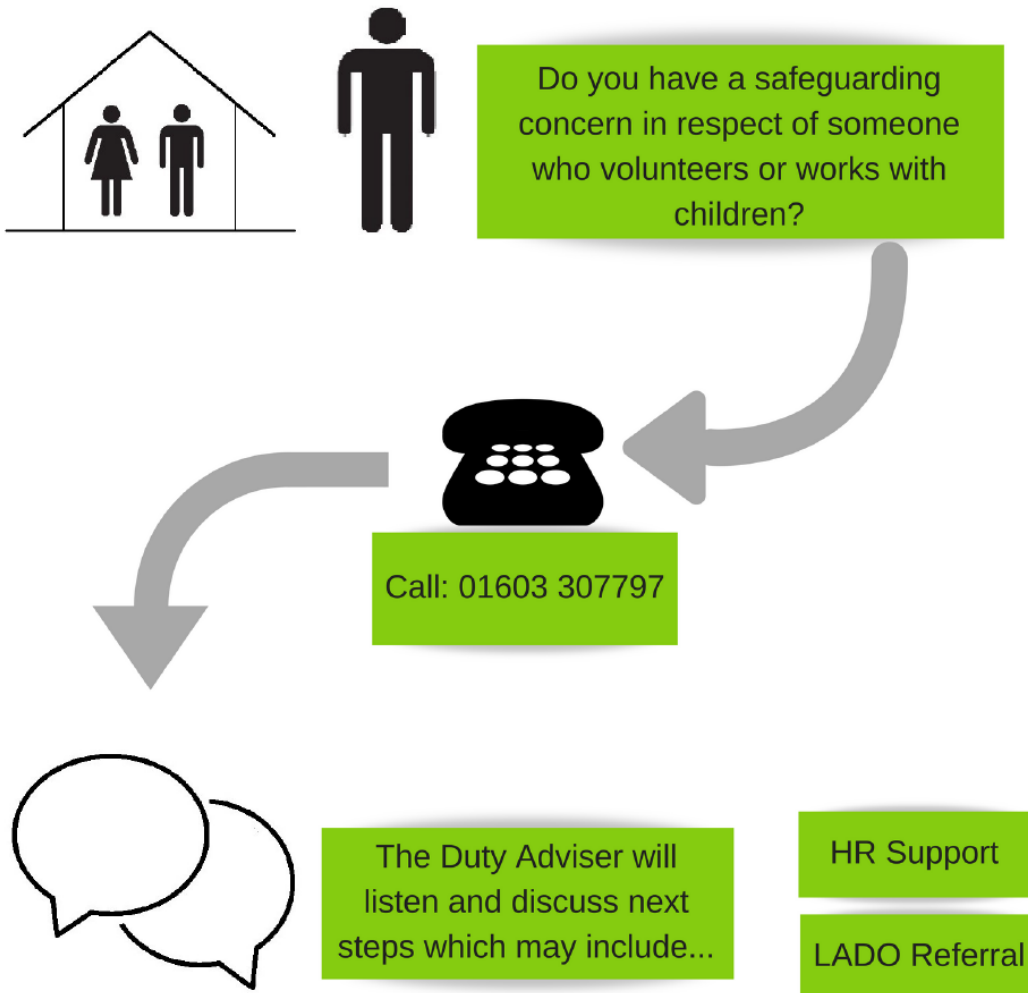 Do you have a safeguarding
concern in respect of someone
who volunteers or works with
children?
Call: 01603 307797
The Duty Adviser will
listen and discuss next
steps which may include...
HR Support
LADO Referral